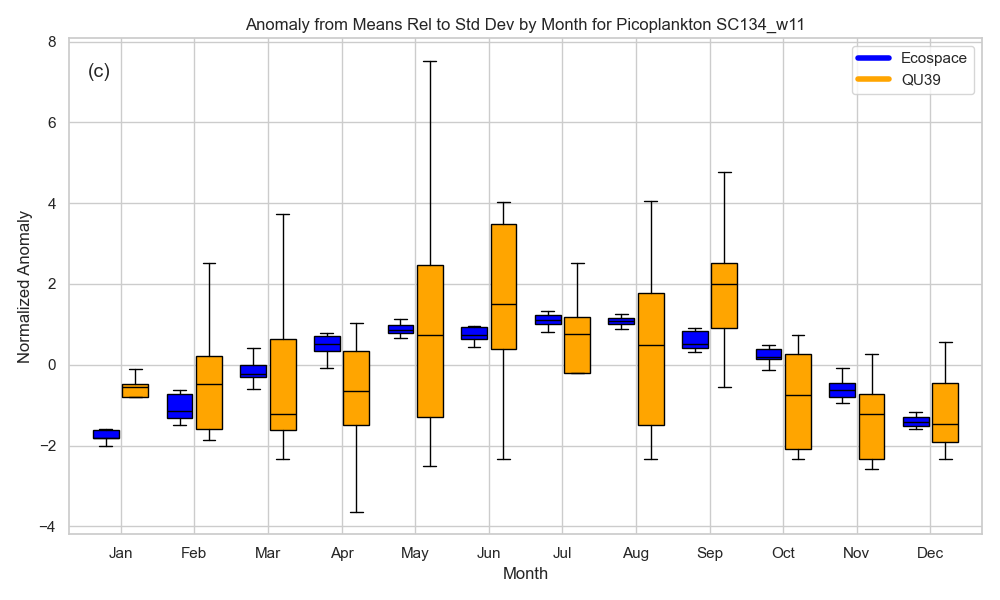 Anomaly from Means Rel to Std Dev by Month for Picoplankton SC134_w11
(c)
Ecospace
QU39
Normalized Anomaly
8
6
4
2
0
−2
−4
Jan Feb Mar Apr May Jun Jul Aug Sep Oct Nov Dec
Month